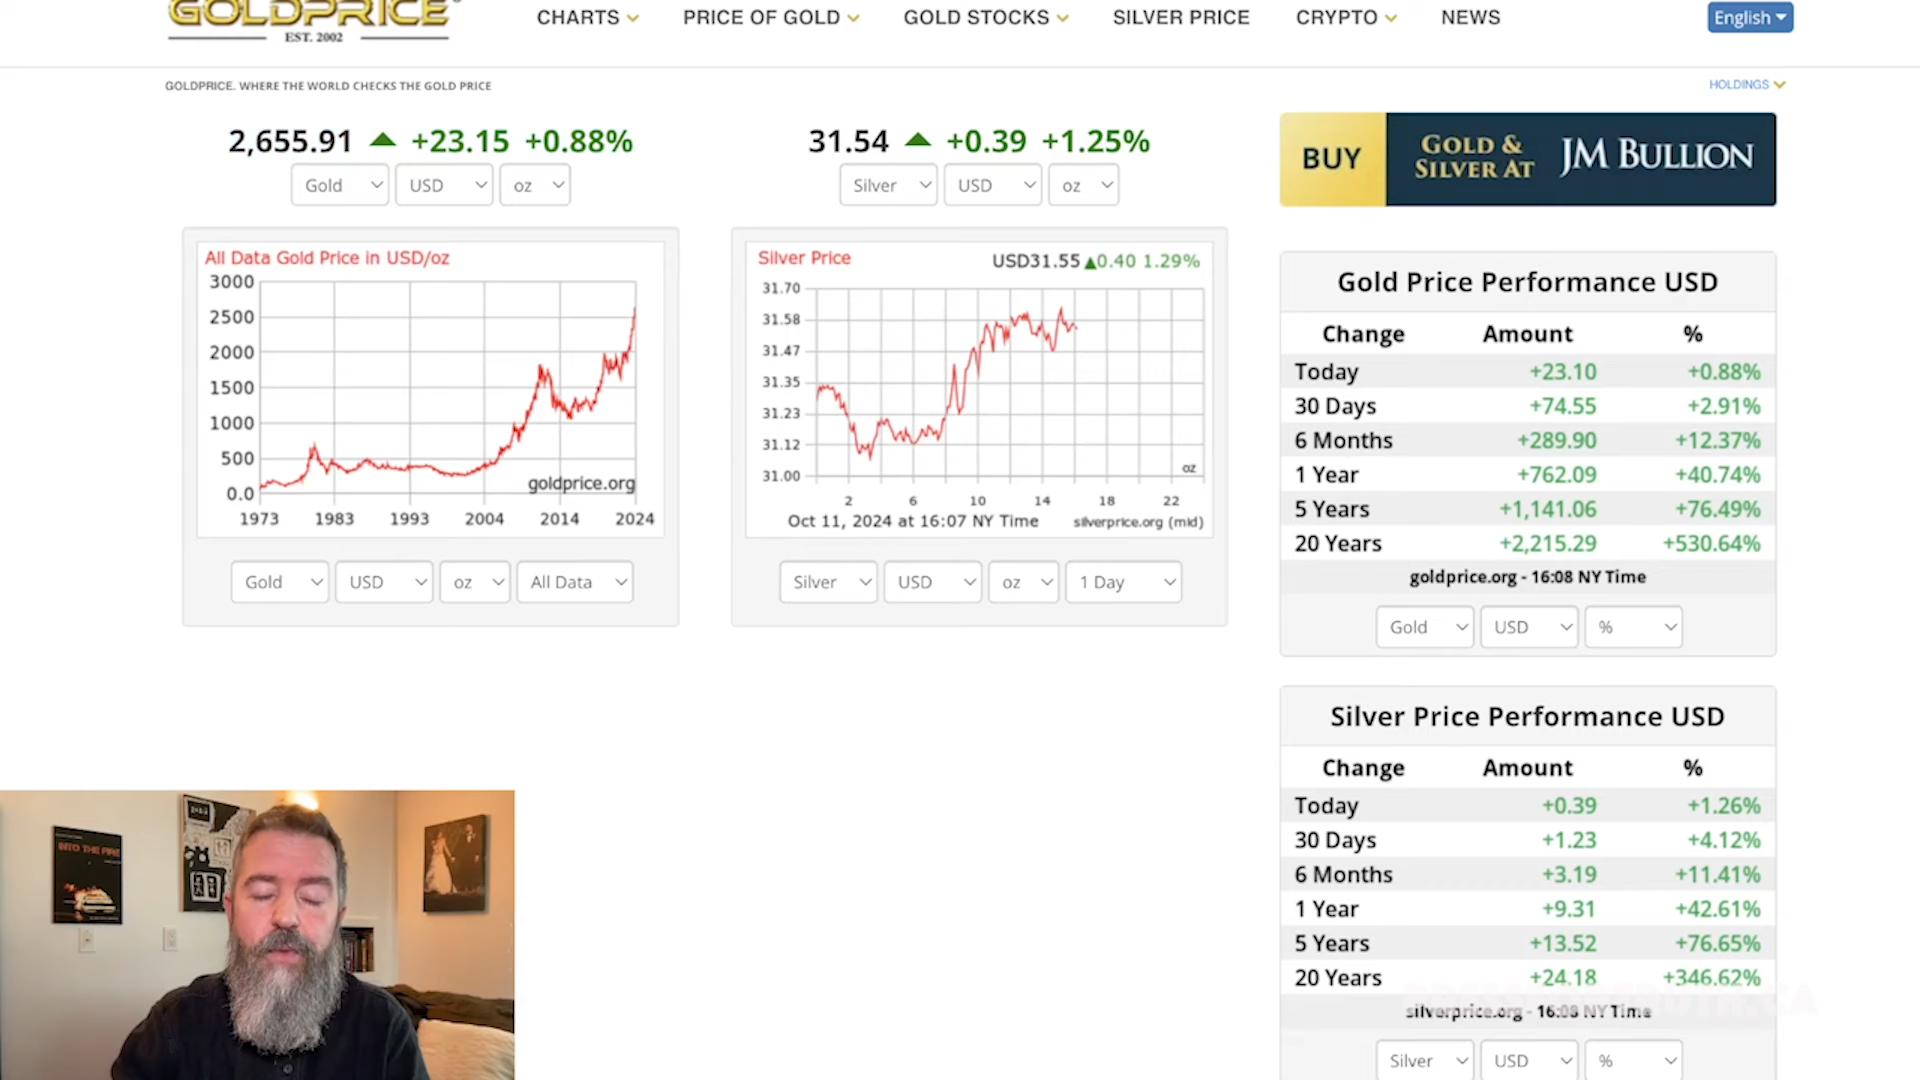 GOLDPRICE
EST. 2002
CHARTS PRICE OF GOLD GOLD STOCKS SILVER PRICE CRYPTO NEWS
English
GOLDPRICE. WHERE THE WORLD CHECKS THE GOLD PRICE
HOLDINGS
2,655.91 +23.15 +0.88%
Gold USD oz
All Data Gold Price in USD/oz
3000
2500
2000
1500
1000
500
0.0
goldprice.org
1973 1983 1993 2004 2014 2024
Gold USD oz All Data
31.54 +0.39 +1.25%
Silver USD oz
Silver Price USD31.55 ▲0.40 1.29%
31.70
31.58
31.47
31.35
31.23
31.12
31.00
oz
2 6 10 14 18 22
Oct 11, 2024 at 16:07 NY Time silverprice.org (mid)
Silver USD oz 1 Day
BUY GOLD & SILVER AT JM BULLION
Gold Price Performance USD
Change Amount %
Today +23.10 +0.88%
30 Days +74.55 +2.91%
6 Months +289.90 +12.37%
1 Year +762.09 +40.74%
5 Years +1,141.06 +76.49%
20 Years +2,215.29 +530.64%
goldprice.org - 16:08 NY Time
Gold USD %
Silver Price Performance USD
Change Amount %
Today +0.39 +1.26%
30 Days +1.23 +4.12%
6 Months +3.19 +11.41%
1 Year +9.31 +42.61%
5 Years +13.52 +76.65%
20 Years +24.18 +346.62%
silverprice.org - 16:08 NY Time
Silver USD %
INTO THE FIRE